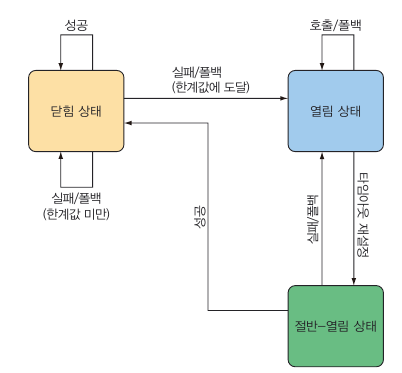 성공
호출/폴백
실패/폴백
(한계값에 도달)
닫힘 상태
열림 상태
실패/폴백
(한계값 미만)
성공
실패/폴백
타임아웃 재설정
절반-열림 상태